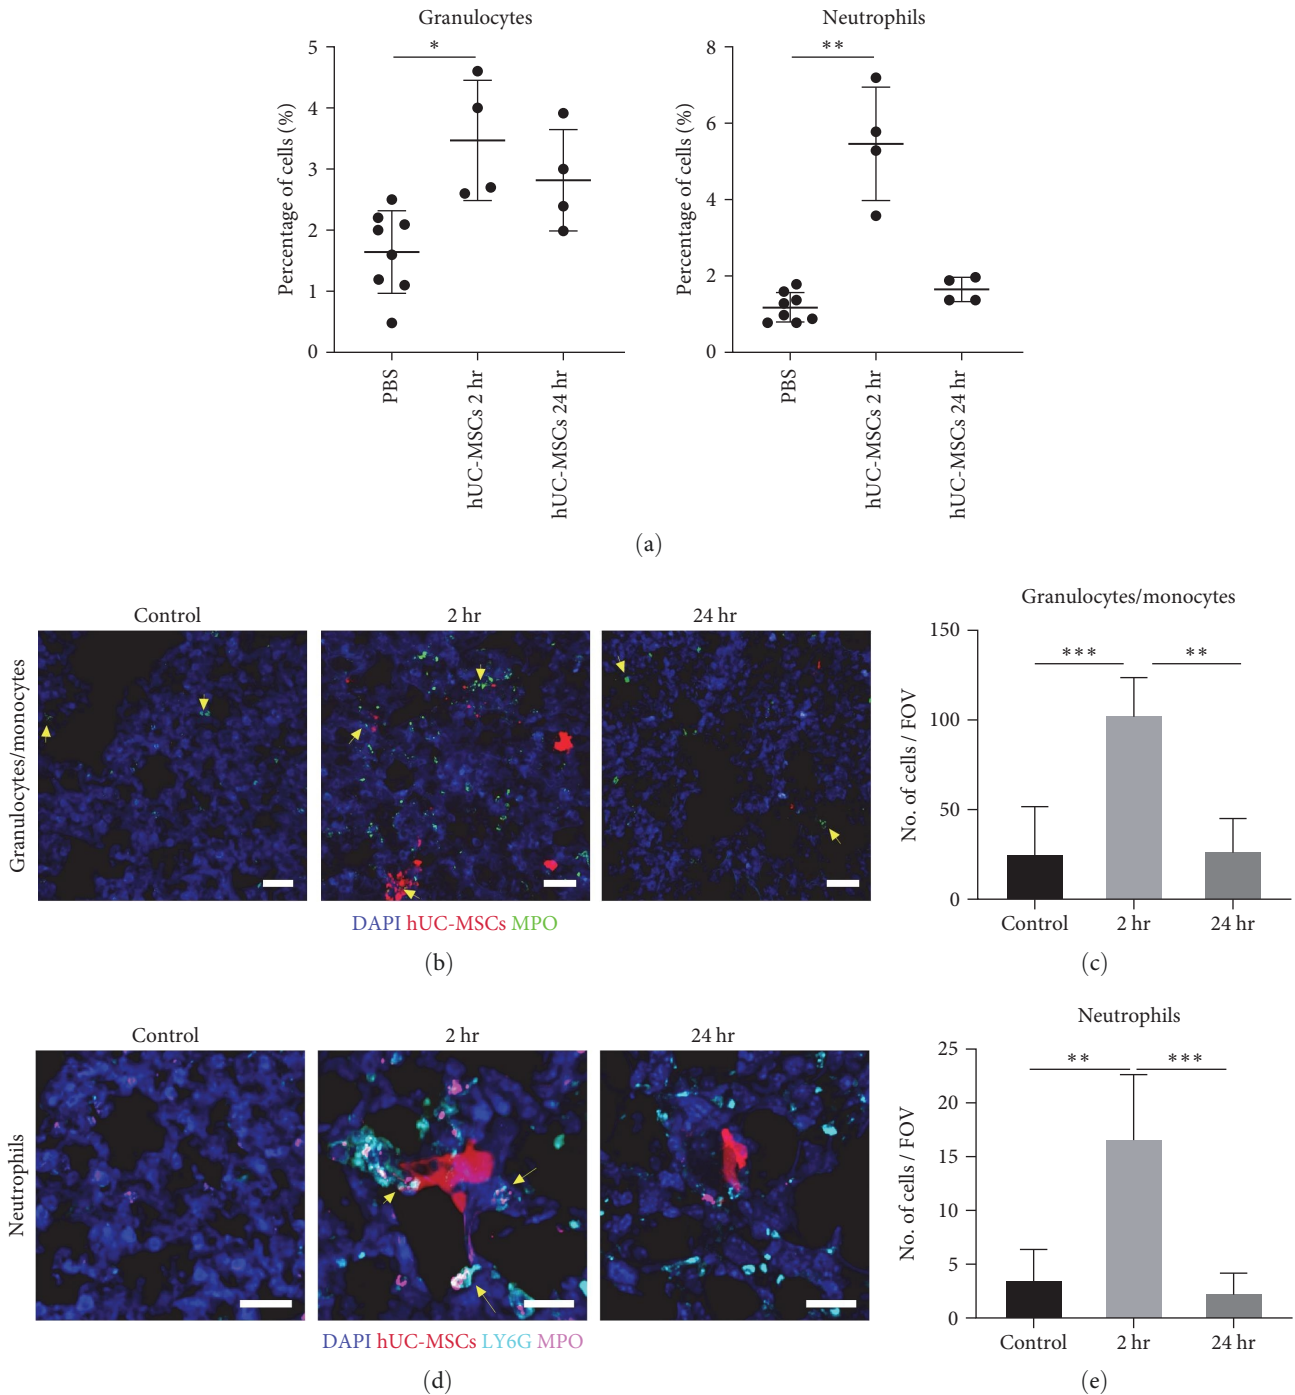 Granulocytes
Neutrophils
*
**
5
4
3
2
1
0
Percentage of cells (%)
PBS
hUC-MSCs 2 hr
hUC-MSCs 24 hr
8
6
4
2
0
Percentage of cells (%)
PBS
hUC-MSCs 2 hr
hUC-MSCs 24 hr
(a)
Control
2 hr
24 hr
Granulocytes/monocytes
DAPI hUC-MSCs MPO
(b)
Granulocytes/monocytes
150
100
50
0
No. of cells / FOV
***
**
Control
2 hr
24 hr
(c)
Control
2 hr
24 hr
Neutrophils
DAPI hUC-MSCs LY6G MPO
(d)
Neutrophils
25
20
15
10
5
0
No. of cells / FOV
**
***
Control
2 hr
24 hr
(e)